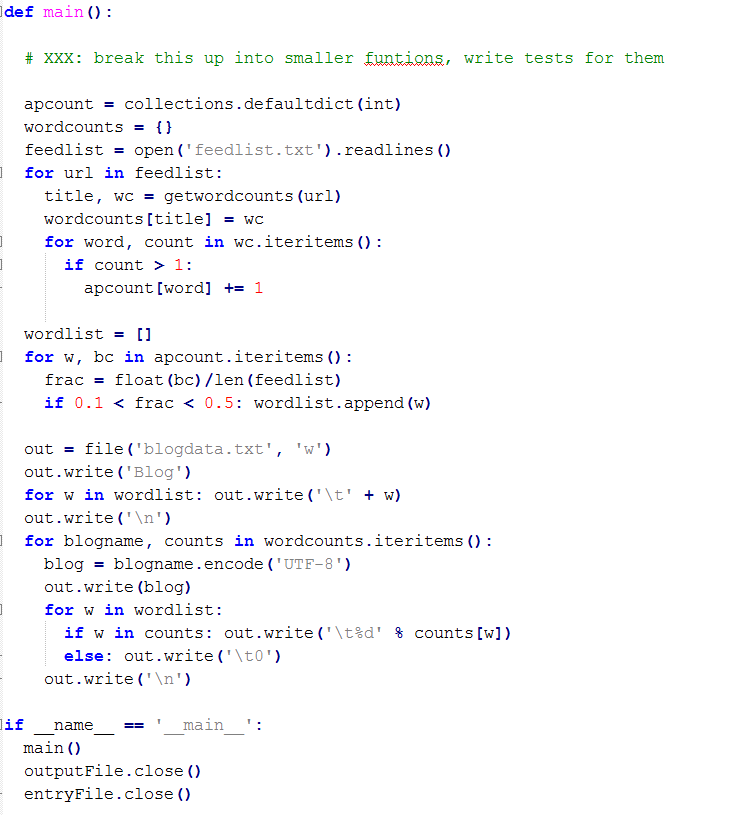 def main():
# XXX: break this up into smaller funtions, write tests for them
apcount = collections.defaultdict(int)
wordcounts = {}
feedlist = open('feedlist.txt').readlines()
for url in feedlist:
title, wc = getwordcounts(url)
wordcounts[title] = wc
for word, count in wc.iteritems():
if count > 1:
apcount[word] += 1
wordlist = []
for w, bc in apcount.iteritems():
frac = float(bc)/len(feedlist)
if 0.1 < frac < 0.5: wordlist.append(w)
out = file('blogdata.txt', 'w')
out.write('Blog')
for w in wordlist: out.write('\t' + w)
out.write('\n')
for blogname, counts in wordcounts.iteritems():
blog = blogname.encode('UTF-8')
out.write(blog)
for w in wordlist:
if w in counts: out.write('\t%d' % counts[w])
else: out.write('\t0')
out.write('\n')
if __name__ == '__main__':
main()
outputFile.close()
entryFile.close()